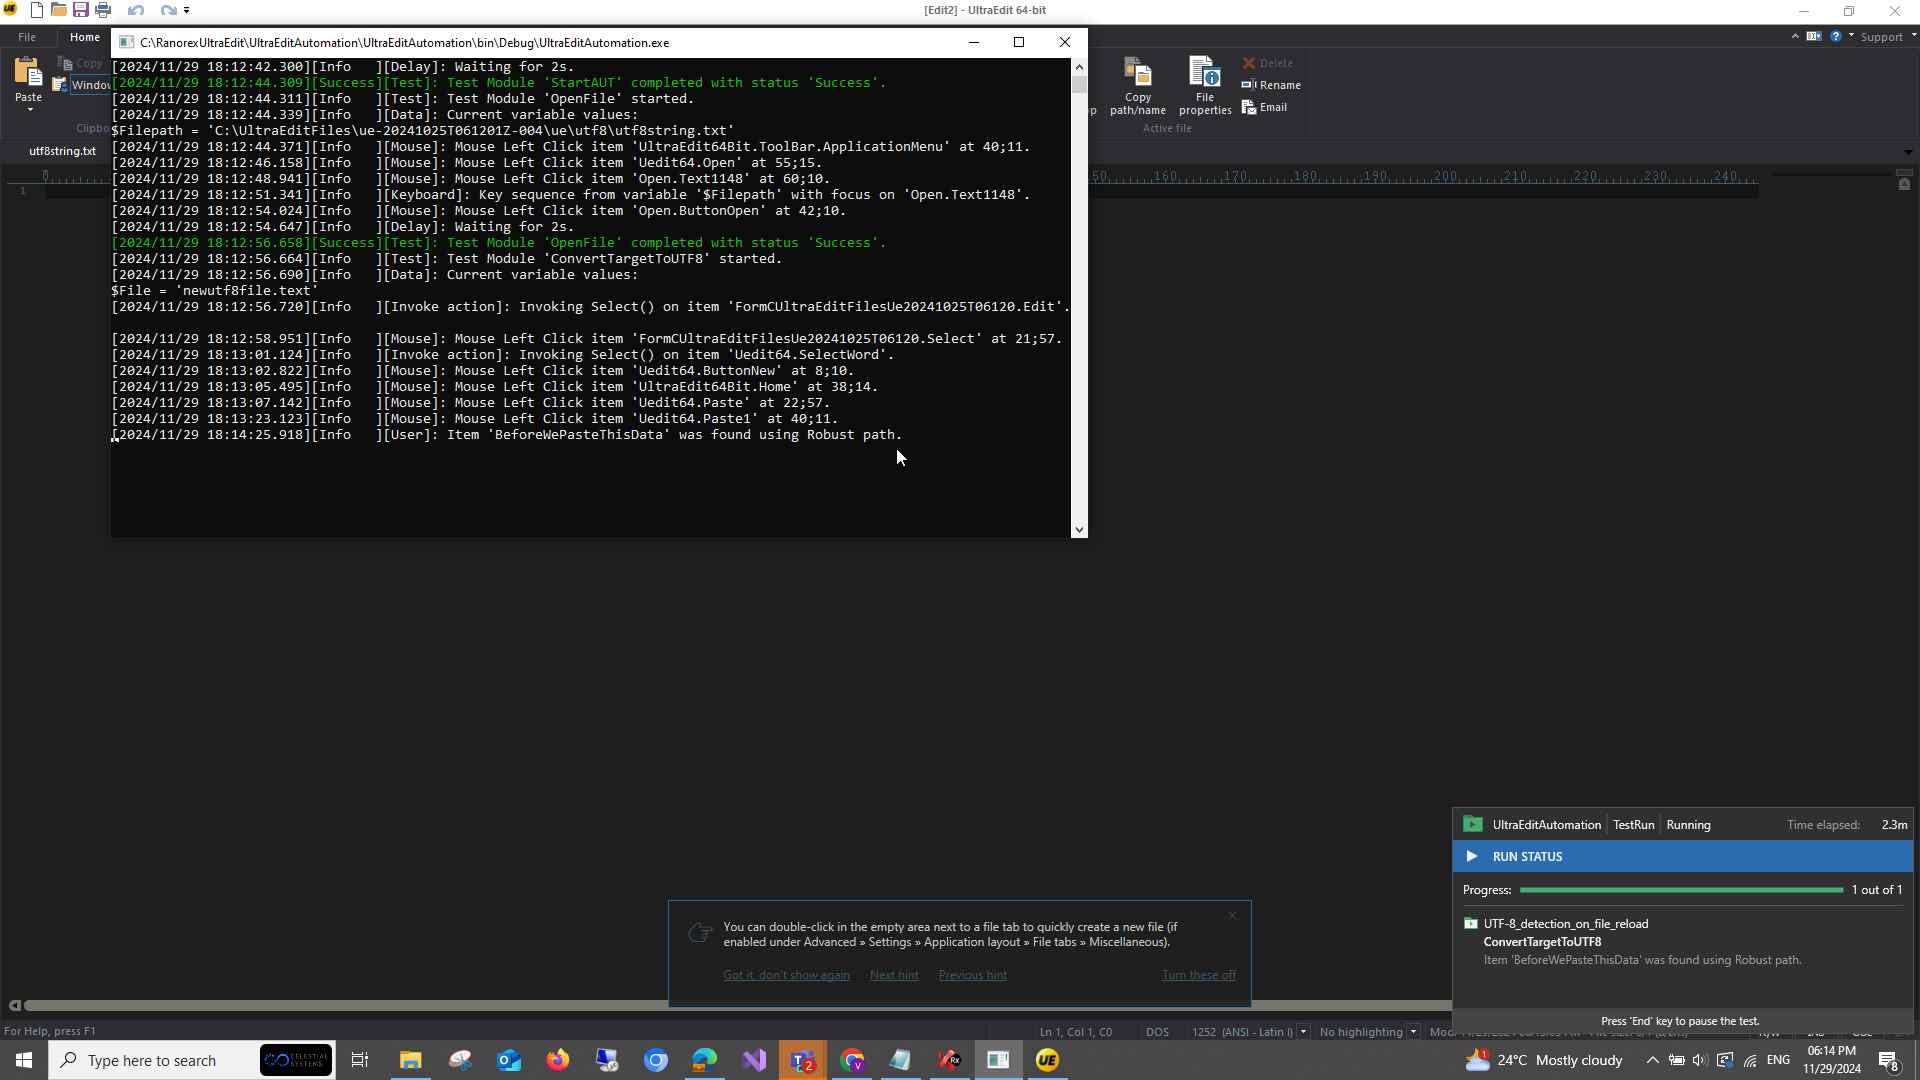 [Edit2] - UltraEdit 64-bit
File
Home
Support
C:\RanorexUltraEdit\UltraEditAutomation\UltraEditAutomation\bin\Debug\UltraEditAutomation.exe
Paste
Copy
Window
Clipbo
Copy path/name
File properties
Delete
Rename
Email
Active file
utf8string.txt
1
[2024/11/29 18:12:42.300][Info   ][Delay]: Waiting for 2s.
[2024/11/29 18:12:44.309][Success][Test]: Test Module 'StartAUT' completed with status 'Success'.
[2024/11/29 18:12:44.311][Info   ][Test]: Test Module 'OpenFile' started.
[2024/11/29 18:12:44.339][Info   ][Data]: Current variable values:
$Filepath = 'C:\UltraEditFiles\ue-20241025T061201Z-004\ue\utf8\utf8string.txt'
[2024/11/29 18:12:44.371][Info   ][Mouse]: Mouse Left Click item 'UltraEdit64Bit.ToolBar.ApplicationMenu' at 40;11.
[2024/11/29 18:12:46.158][Info   ][Mouse]: Mouse Left Click item 'Uedit64.Open' at 55;15.
[2024/11/29 18:12:48.941][Info   ][Mouse]: Mouse Left Click item 'Open.Text1148' at 60;10.
[2024/11/29 18:12:51.341][Info   ][Keyboard]: Key sequence from variable '$Filepath' with focus on 'Open.Text1148'.
[2024/11/29 18:12:54.024][Info   ][Mouse]: Mouse Left Click item 'Open.ButtonOpen' at 42;10.
[2024/11/29 18:12:54.647][Info   ][Delay]: Waiting for 2s.
[2024/11/29 18:12:56.658][Success][Test]: Test Module 'OpenFile' completed with status 'Success'.
[2024/11/29 18:12:56.664][Info   ][Test]: Test Module 'ConvertTargetToUTF8' started.
[2024/11/29 18:12:56.690][Info   ][Data]: Current variable values:
$File = 'newutf8file.text'
[2024/11/29 18:12:56.720][Info   ][Invoke action]: Invoking Select() on item 'FormCUltraEditFilesUe20241025T06120.Edit'.
[2024/11/29 18:12:58.951][Info   ][Mouse]: Mouse Left Click item 'FormCUltraEditFilesUe20241025T06120.Select' at 21;57.
[2024/11/29 18:13:01.124][Info   ][Invoke action]: Invoking Select() on item 'Uedit64.SelectWord'.
[2024/11/29 18:13:02.822][Info   ][Mouse]: Mouse Left Click item 'Uedit64.ButtonNew' at 8;10.
[2024/11/29 18:13:05.495][Info   ][Mouse]: Mouse Left Click item 'UltraEdit64Bit.Home' at 38;14.
[2024/11/29 18:13:07.142][Info   ][Mouse]: Mouse Left Click item 'Uedit64.Paste' at 22;57.
[2024/11/29 18:13:23.123][Info   ][Mouse]: Mouse Left Click item 'Uedit64.Paste1' at 40;11.
[2024/11/29 18:14:25.918][Info   ][User]: Item 'BeforeWePasteThisData' was found using Robust path.
50 160 170 180 190 200 210 220 230 240
UltraEditAutomation TestRun Running Time elapsed: 2.3m
RUN STATUS
Progress: 1 out of 1
UTF-8_detection_on_file_reload
ConvertTargetToUTF8
Item 'BeforeWePasteThisData' was found using Robust path.
Press 'End' key to pause the test.
You can double-click in the empty area next to a file tab to quickly create a new file (if
enabled under Advanced » Settings » Application layout » File tabs » Miscellaneous).
Got it, don't show again Next hint Previous hint Turn these off
For Help, press F1
Ln 1, Col 1, C0 DOS 1252 (ANSI - Latin I) No highlighting
Type here to search
CELESTIAL SYSTEMS
24°C Mostly cloudy
ENG
06:14 PM
11/29/2024